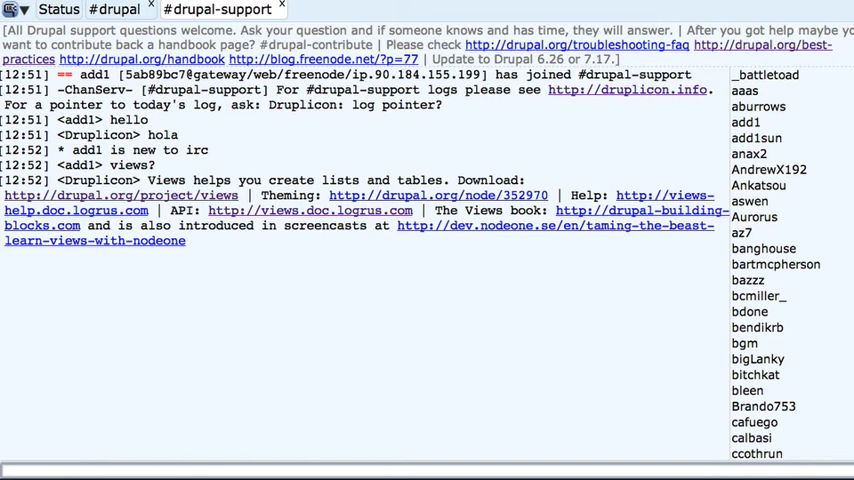 Status #drupal x #drupal-support x
[All Drupal support questions welcome. Ask your question and if someone knows and has time, they will answer. | After you got help maybe yo
want to contribute back a handbook page? #drupal-contribute | Please check http://drupal.org/troubleshooting-faq http://drupal.org/best-
practices http://drupal.org/handbook http://blog.freenode.net/?p=77 | Update to Drupal 6.26 or 7.17.]
[12:51] == add1 [5ab89bc7@gateway/web/freenode/ip.90.184.155.199] has joined #drupal-support
[12:51] -ChanServ- [#drupal-support] For #drupal-support logs please see http://druplicon.info.
For a pointer to today's log, ask: Druplicon: log pointer?
[12:51] <add1> hello
[12:51] <Druplicon> hola
[12:52] * add1 is new to irc
[12:52] <add1> views?
[12:52] <Druplicon> Views helps you create lists and tables. Download:
http://drupal.org/project/views | Theming: http://drupal.org/node/352970 | Help: http://views-
help.doc.logrus.com | API: http://views.doc.logrus.com | The Views book: http://drupal-building-
blocks.com and is also introduced in screencasts at http://dev.nodeone.se/en/taming-the-beast-
learn-views-with-nodeone
_battletoad
aaas
aburrows
add1
add1sun
anax2
AndrewX192
Ankatsou
aswen
Aurorus
az7
banghouse
bartmcpherson
bazzz
bcmiller_
bdone
bendikrb
bgm
bigLanky
bitchkat
bleen
Brando753
cafuego
calbasi
ccothrun